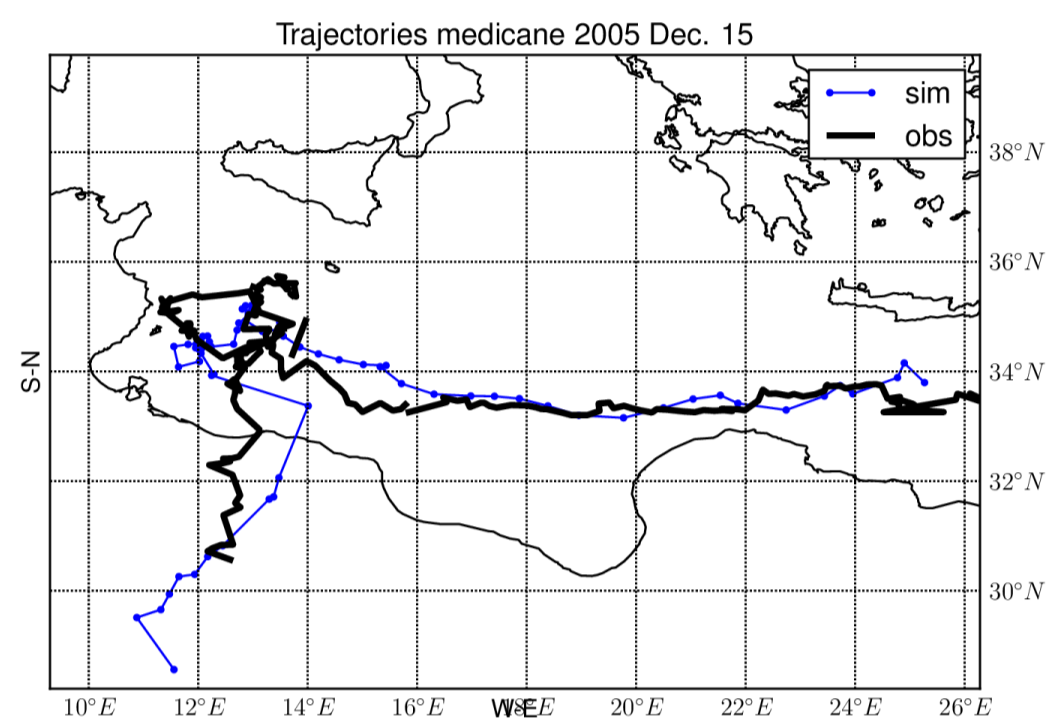 Trajectories medicane 2005 Dec. 15
sim
obs
38°N
36°N
34°N
32°N
30°N
S-N
10°E 12°E 14°E 16°E 18°E 20°E 22°E 24°E 26°E
W-E